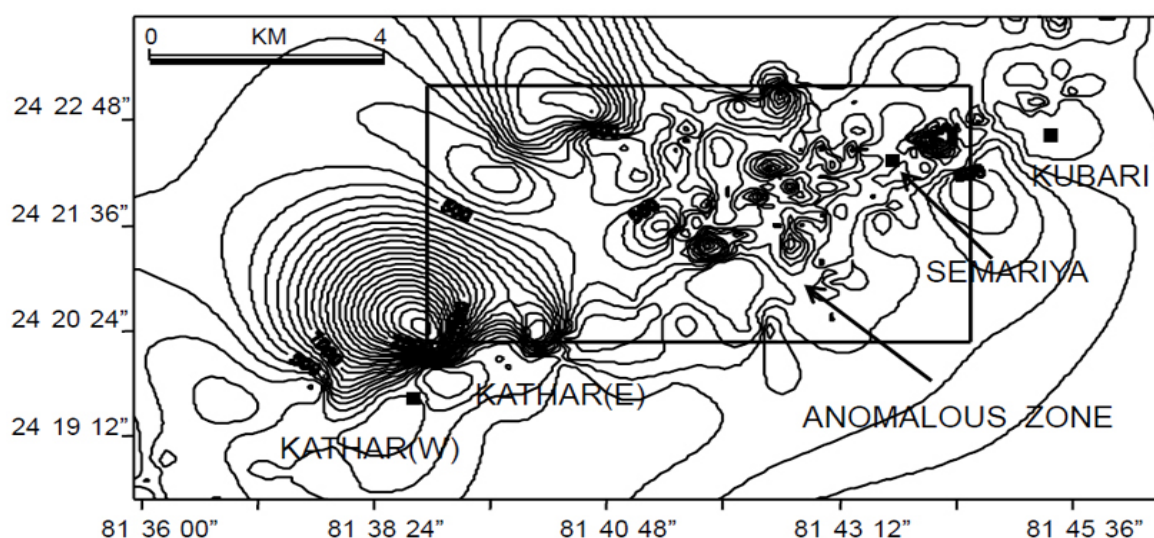 0 KM 4
24 22 48”
KUBARI
24 21 36”
SEMARIYA
24 20 24”
KATHAR(E)
ANOMALOUS ZONE
24 19 12”
KATHAR(W)
81 36 00” 81 38 24” 81 40 48” 81 43 12” 81 45 36”